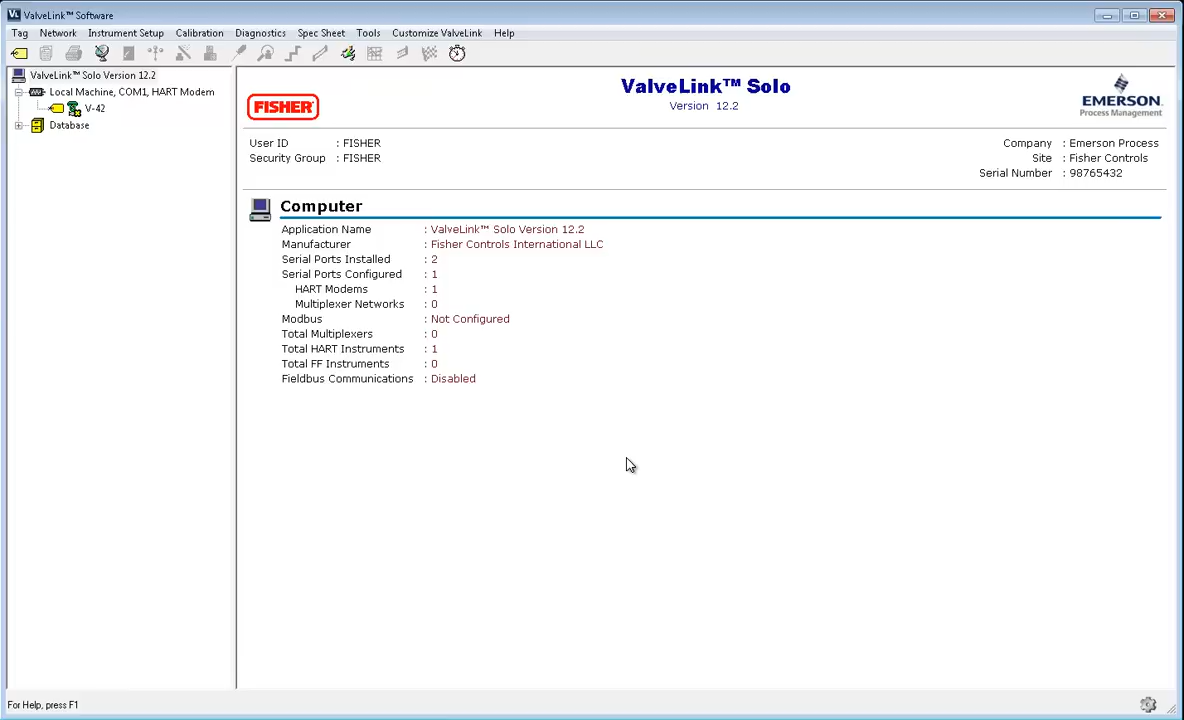 ValveLink™ Software
Tag Network Instrument Setup Calibration Diagnostics Spec Sheet Tools Customize ValveLink Help
ValveLink™ Solo Version 12.2
Local Machine, COM1, HART Modem
V-42
Database
FISHER
ValveLink™ Solo
Version 12.2
EMERSON.
Process Management
User ID : FISHER
Security Group : FISHER
Company : Emerson Process
Site : Fisher Controls
Serial Number : 98765432
Computer
Application Name : ValveLink™ Solo Version 12.2
Manufacturer : Fisher Controls International LLC
Serial Ports Installed : 2
Serial Ports Configured : 1
HART Modems : 1
Multiplexer Networks : 0
Modbus : Not Configured
Total Multiplexers : 0
Total HART Instruments : 1
Total FF Instruments : 0
Fieldbus Communications : Disabled
For Help, press F1